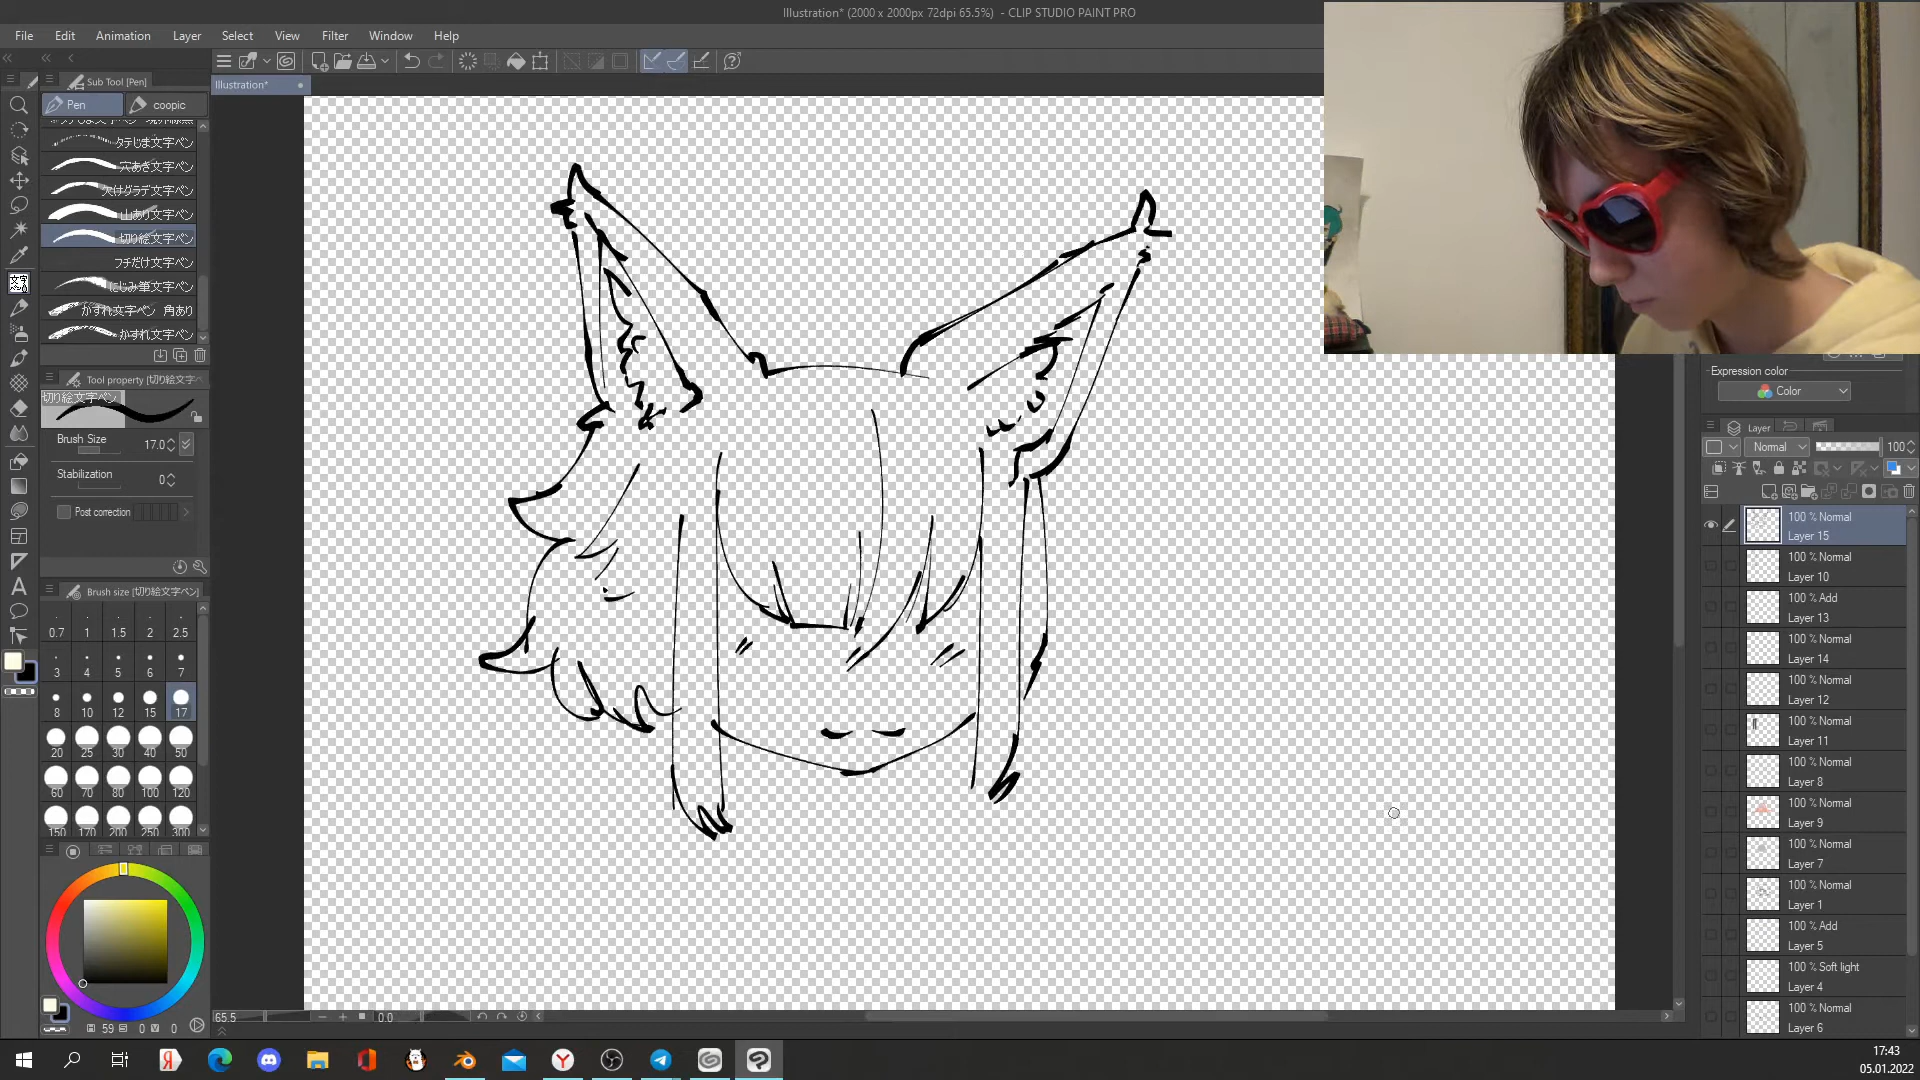 Illustration* (2000 x 2000px 72dpi 65.5%) - CLIP STUDIO PAINT PRO
File Edit Animation Layer Select View Filter Window Help
Sub Tool [Pen]
Illustration*
Pen coopic
タテじま文字ペン
穴あき文字ペン
欠けグラデ文字ペン
山あり文字ペン
切り絵文字ペン
フチだけ文字ペン
にじみ筆文字ペン
かすれ文字ペン 角あり
かすれ文字ペン
Tool property [切り絵文字ペ
切り絵文字ペン
Brush Size 17.0
Stabilization 0
Post correction
Brush size [切り絵文字ペン]
0.7 1 1.5 2 2.5
3 4 5 6 7
8 10 12 15 17
20 25 30 40 50
60 70 80 100 120
150 170 200 250 300
H 59 S 0 V 0
65.5 0.0
Expression color
Color
Layer
Normal 100
100 % Normal
Layer 15
100 % Normal
Layer 10
100 % Add
Layer 13
100 % Normal
Layer 14
100 % Normal
Layer 12
100 % Normal
Layer 11
100 % Normal
Layer 8
100 % Normal
Layer 9
100 % Normal
Layer 7
100 % Normal
Layer 1
100 % Add
Layer 5
100 % Soft light
Layer 4
100 % Normal
Layer 6
17:43
05.01.2022